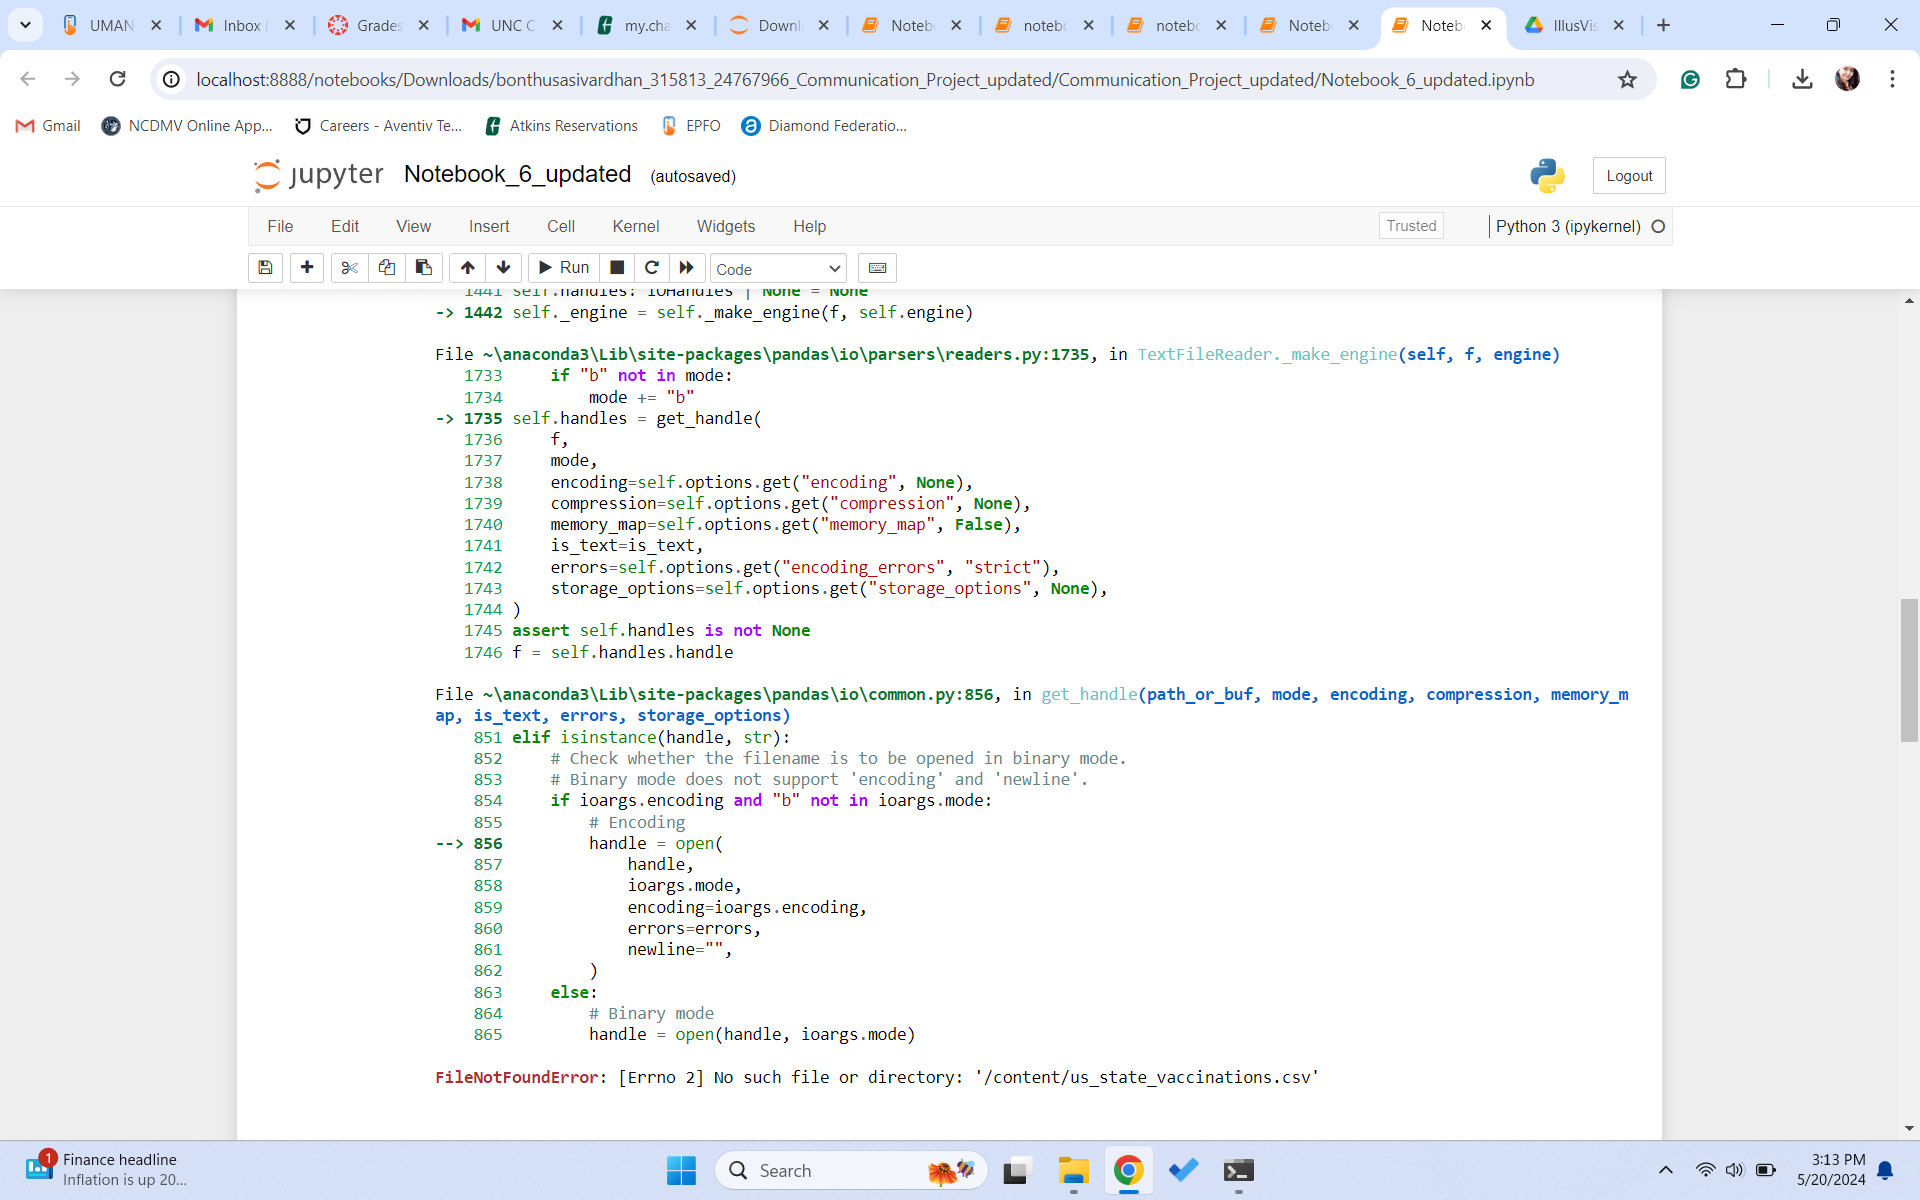 UMAN
Inbox (
Grades
UNC C
my.cha
Downl
Noteb
notebo
notebo
Noteb
Noteb
IllusVis
localhost:8888/notebooks/Downloads/bonthusasivardhan_315813_24767966_Communication_Project_updated/Communication_Project_updated/Notebook_6_updated.ipynb
Gmail
NCDMV Online App...
Careers - Aventiv Te...
Atkins Reservations
EPFO
Diamond Federatio...
jupyter Notebook_6_updated (autosaved)
Logout
File Edit View Insert Cell Kernel Widgets Help
Trusted
Python 3 (ipykernel)
Run
Code
1441 self.handles: IOHandles | None = None
-> 1442 self._engine = self._make_engine(f, self.engine)
File ~\anaconda3\Lib\site-packages\pandas\io\parsers\readers.py:1735, in TextFileReader._make_engine(self, f, engine)
1733     if "b" not in mode:
1734         mode += "b"
-> 1735 self.handles = get_handle(
1736     f,
1737     mode,
1738     encoding=self.options.get("encoding", None),
1739     compression=self.options.get("compression", None),
1740     memory_map=self.options.get("memory_map", False),
1741     is_text=is_text,
1742     errors=self.options.get("encoding_errors", "strict"),
1743     storage_options=self.options.get("storage_options", None),
1744 )
1745 assert self.handles is not None
1746 f = self.handles.handle
File ~\anaconda3\Lib\site-packages\pandas\io\common.py:856, in get_handle(path_or_buf, mode, encoding, compression, memory_m
ap, is_text, errors, storage_options)
851 elif isinstance(handle, str):
852     # Check whether the filename is to be opened in binary mode.
853     # Binary mode does not support 'encoding' and 'newline'.
854     if ioargs.encoding and "b" not in ioargs.mode:
855         # Encoding
--> 856         handle = open(
857             handle,
858             ioargs.mode,
859             encoding=ioargs.encoding,
860             errors=errors,
861             newline="",
862         )
863     else:
864         # Binary mode
865         handle = open(handle, ioargs.mode)
FileNotFoundError: [Errno 2] No such file or directory: '/content/us_state_vaccinations.csv'
1
Finance headline
Inflation is up 20...
Search
3:13 PM
5/20/2024